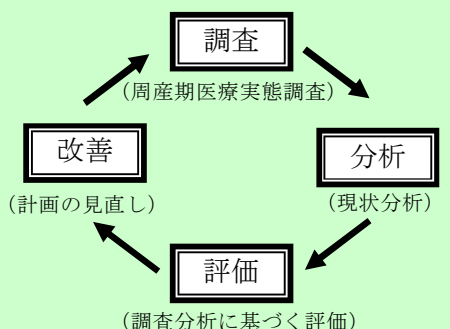 調査
（周産期医療実態調査）
改善
分析
（計画の見直し）
（現状分析）
評価
（調査分析に基づく評価）